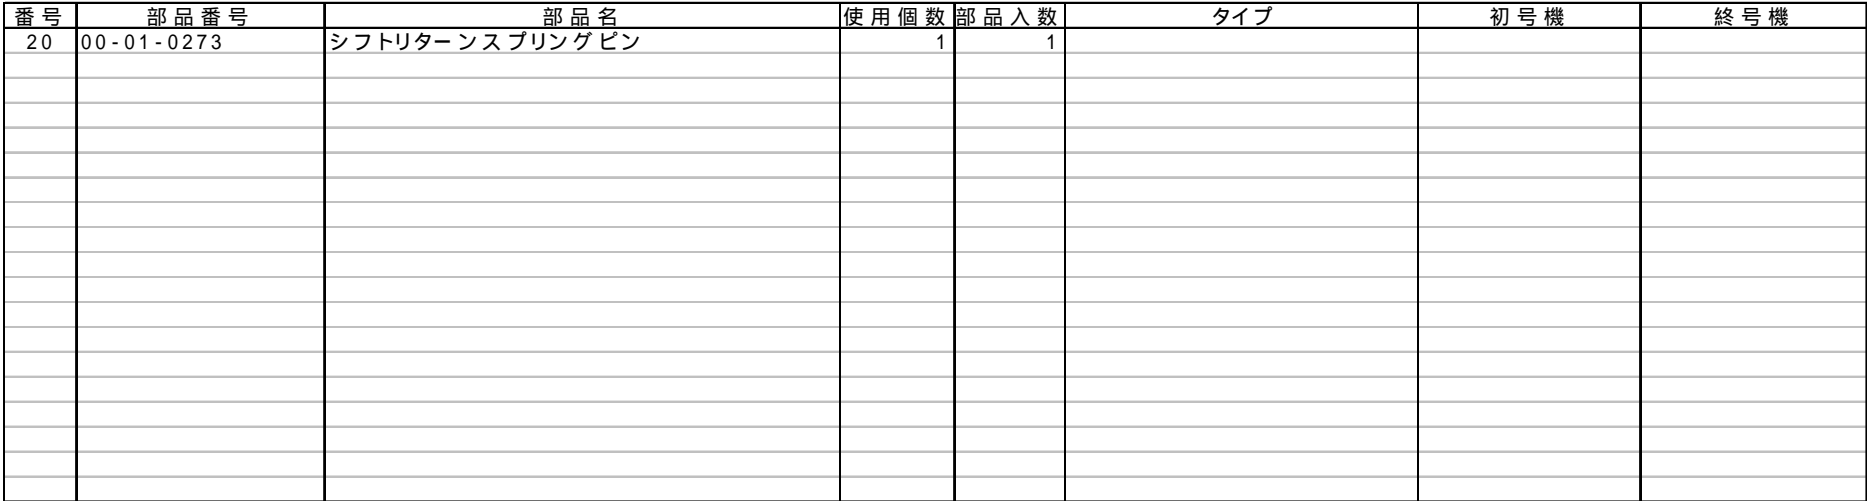 番号 部品番号 部品名 使用個数 部品入数 タイプ 初号機 終号機
20 00-01-0273 シフトリターンスプリングピン 1 1